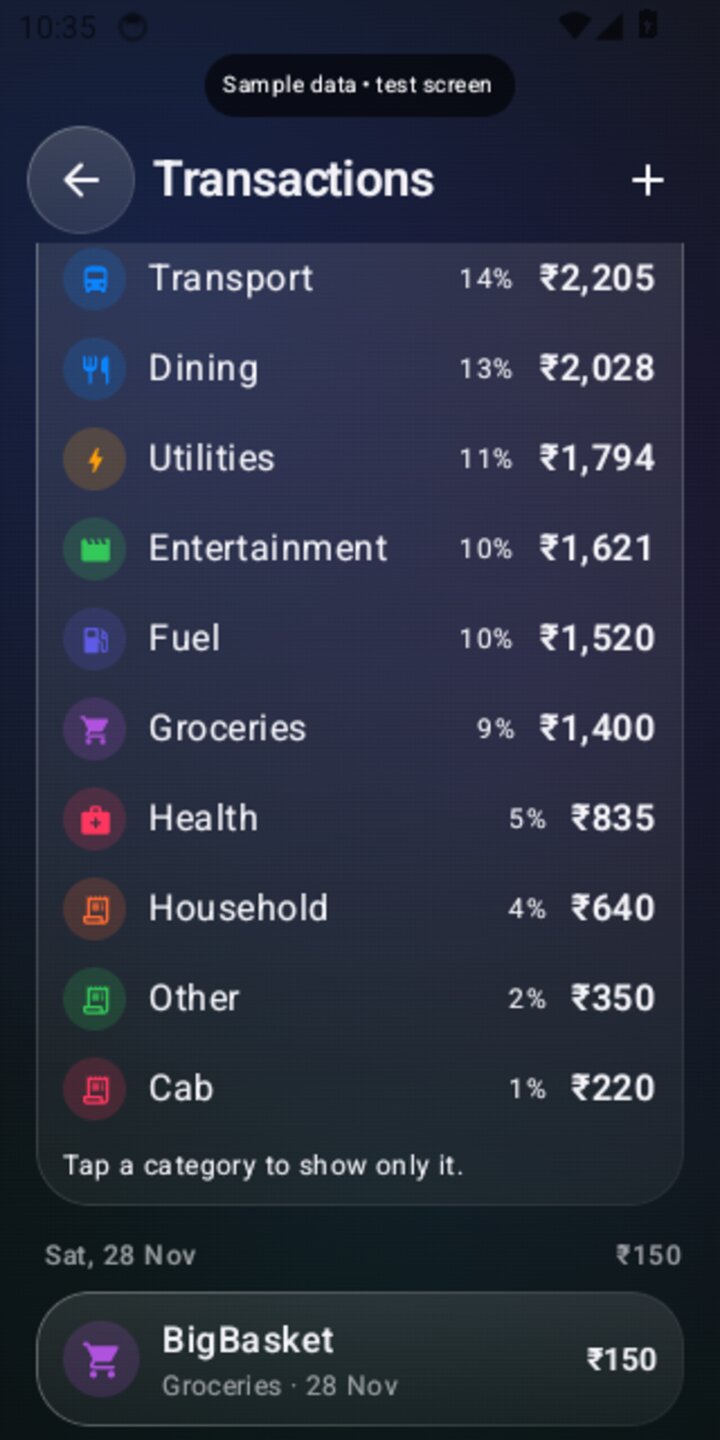 10:35
Sample data • test screen
Transactions
Transport 14% ₹2,205
Dining 13% ₹2,028
Utilities 11% ₹1,794
Entertainment 10% ₹1,621
Fuel 10% ₹1,520
Groceries 9% ₹1,400
Health 5% ₹835
Household 4% ₹640
Other 2% ₹350
Cab 1% ₹220
Tap a category to show only it.
Sat, 28 Nov ₹150
BigBasket ₹150
Groceries · 28 Nov